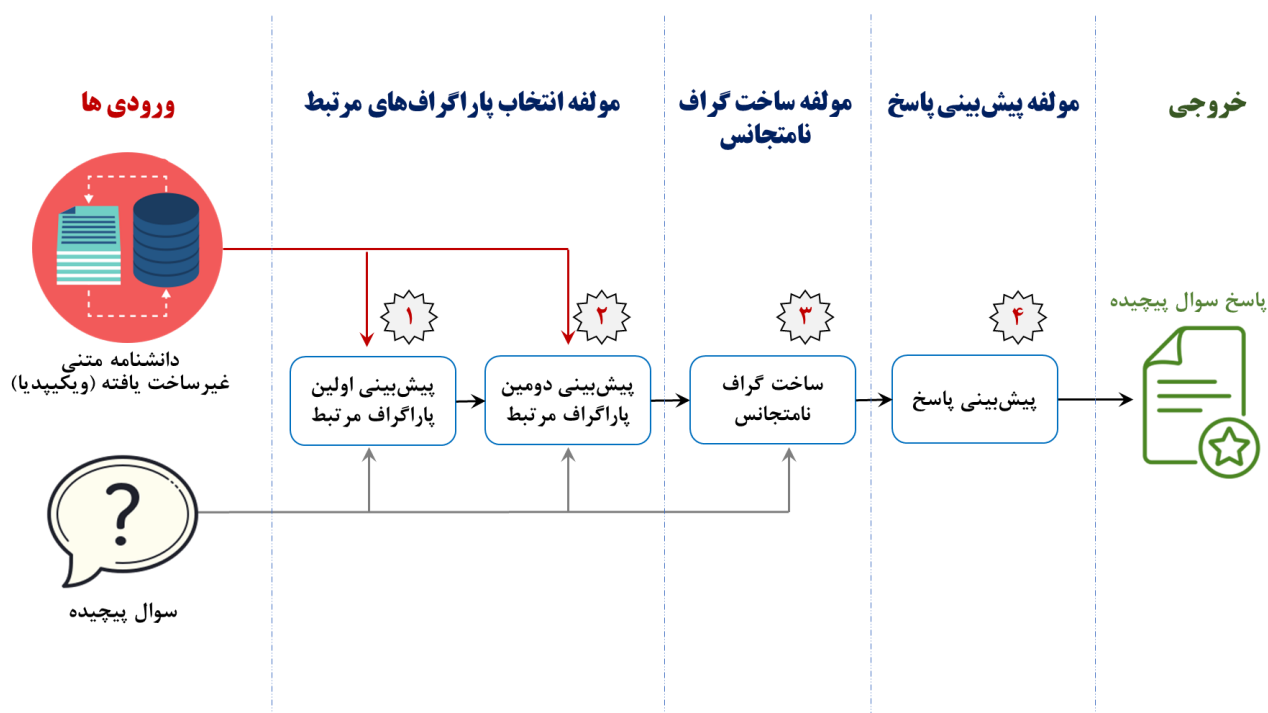 ورودی ها
مولفه انتخاب پاراگراف‌های مرتبط
مولفه ساخت گراف
نامتجانس
مولفه پیش‌بینی پاسخ
خروجی
دانشنامه متنی
غیرساخت یافته (ویکیپدیا)
۱
پیش‌بینی اولین
پاراگراف مرتبط
۲
پیش‌بینی دومین
پاراگراف مرتبط
۳
ساخت گراف
نامتجانس
۴
پیش‌بینی پاسخ
پاسخ سوال پیچیده
?
سوال پیچیده